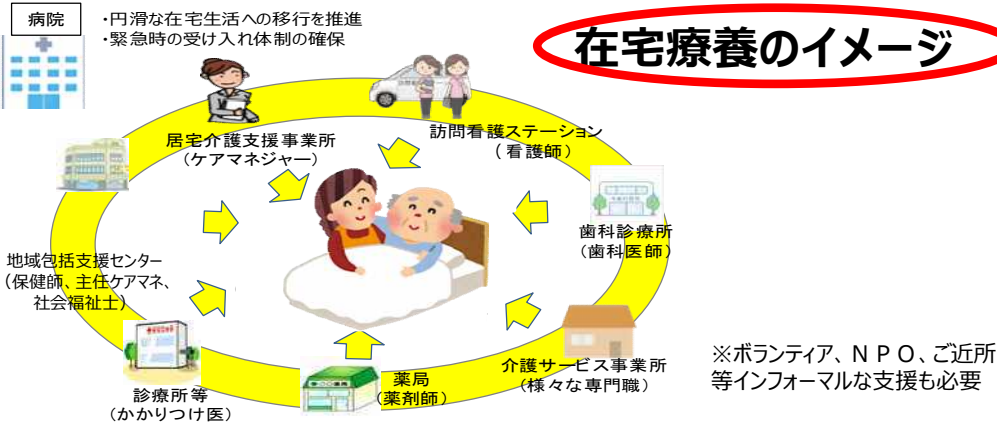 病院
・円滑な在宅生活への移行を推進
・緊急時の受け入れ体制の確保
在宅療養のイメージ
居宅介護支援事業所
（ケアマネジャー）
訪問看護ステーション
（看護師）
歯科診療所
（歯科医師）
地域包括支援センター
（保健師、主任ケアマネ、
社会福祉士）
診療所等
（かかりつけ医）
薬局
（薬剤師）
介護サービス事業所
（様々な専門職）
※ボランティア、ＮＰＯ、ご近所
等インフォーマルな支援も必要